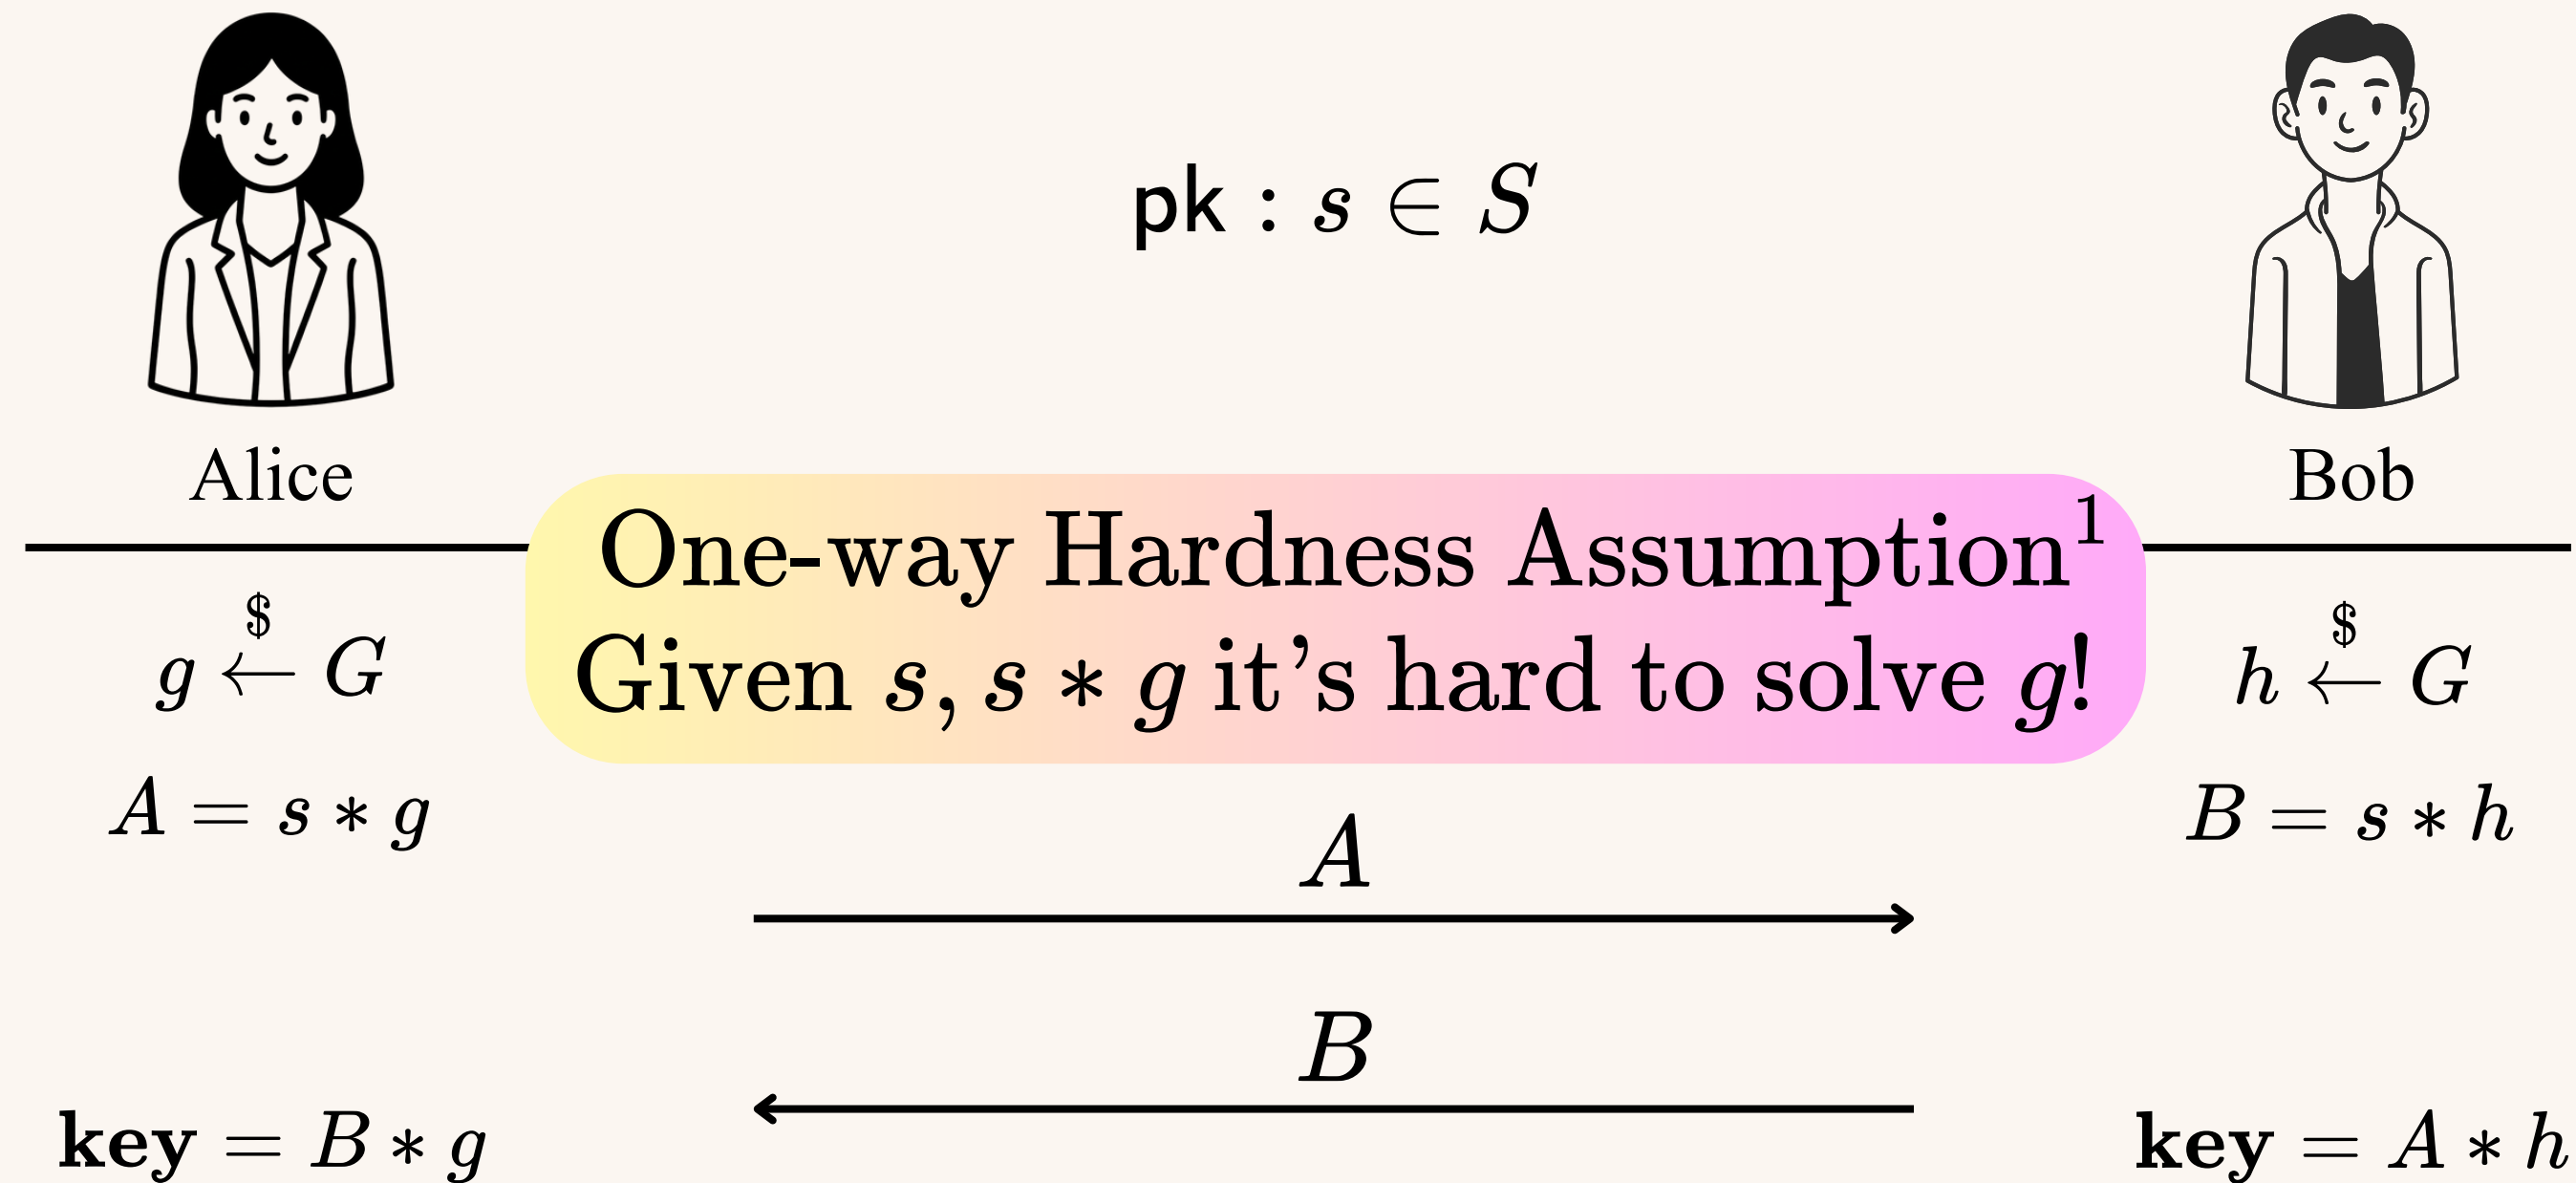 pk : s ∈ S
Alice
Bob
One-way Hardness Assumption¹
Given s, s * g it's hard to solve g!
g $← G
h $← G
A = s * g
B = s * h
A
B
key = B * g
key = A * h